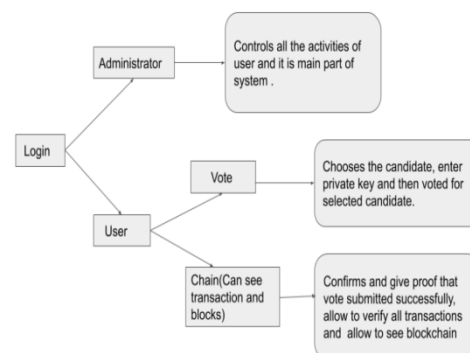 Controls all the activities of
user and it is main part of
system .
Administrator
Login
Vote
Chooses the candidate, enter
private key and then voted for
selected candidate.
User
Chain(Can see
transaction and
blocks)
Confirms and give proof that
vote submitted successfully,
allow to verify all transactions
and allow to see blockchain